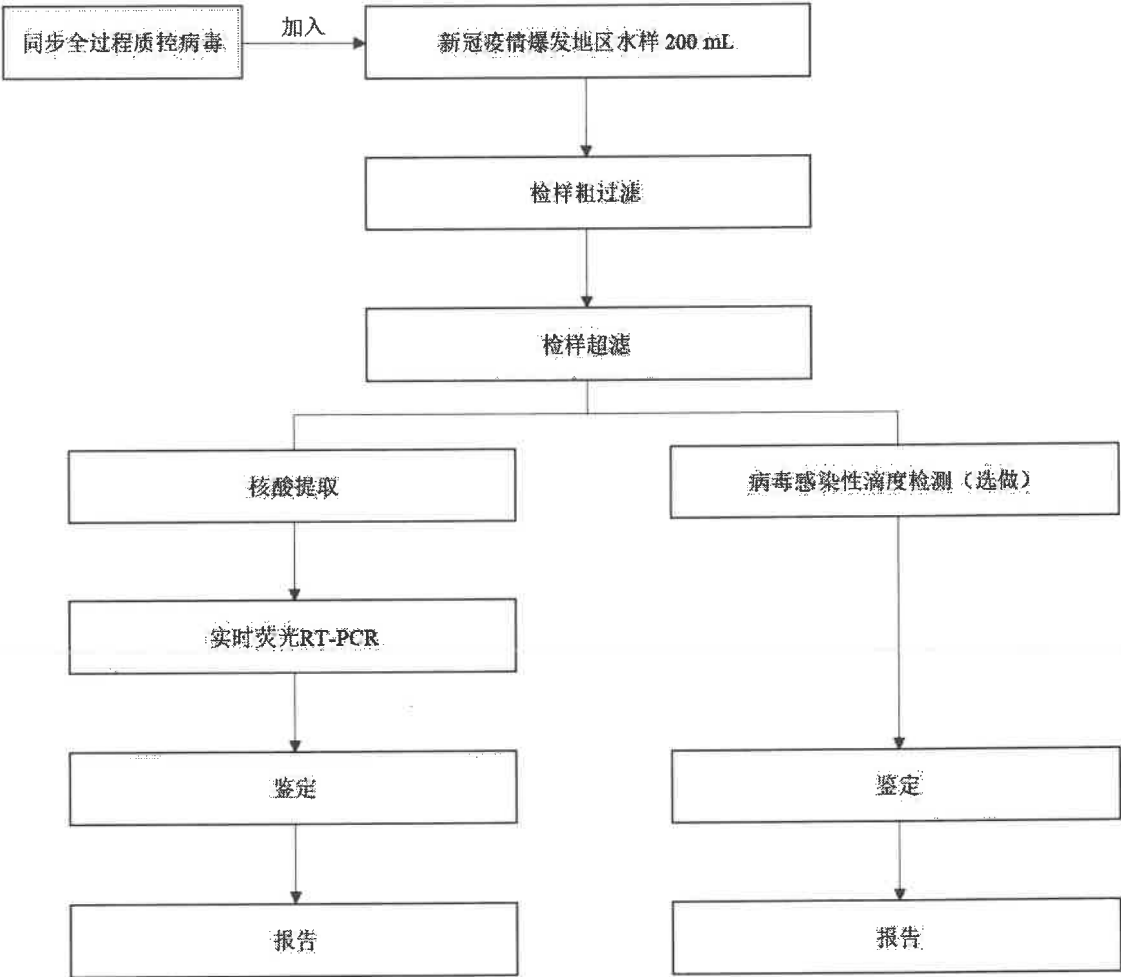 同步全过程质控病毒
加入
新冠疫情爆发地区水样 200 mL
检样粗过滤
检样超滤
核酸提取
病毒感染性滴度检测（选做）
实时荧光RT-PCR
鉴定
鉴定
报告
报告